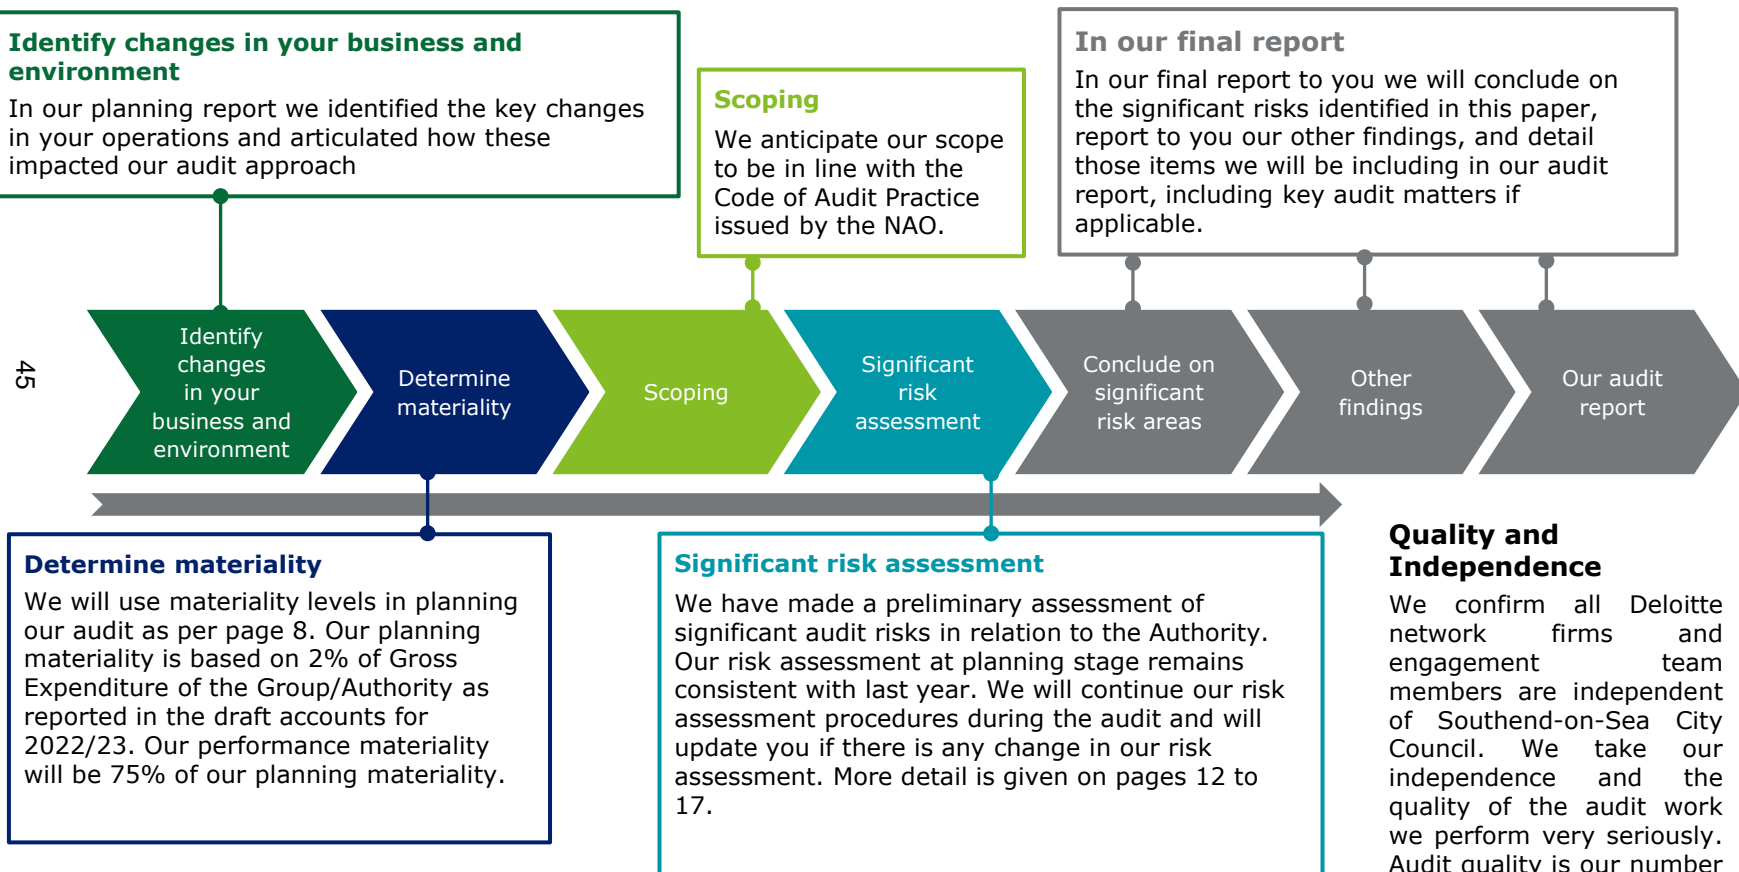 Identify changes in your business and
environment
In our planning report we identified the key changes
in your operations and articulated how these
impacted our audit approach
Scoping
We anticipate our scope
to be in line with the
Code of Audit Practice
issued by the NAO.
In our final report
In our final report to you we will conclude on
the significant risks identified in this paper,
report to you our other findings, and detail
those items we will be including in our audit
report, including key audit matters if
applicable.
45
Identify
changes
in your
business and
environment
Determine
materiality
Scoping
Significant
risk
assessment
Conclude on
significant
risk areas
Other
findings
Our audit
report
Determine materiality
We will use materiality levels in planning
our audit as per page 8. Our planning
materiality is based on 2% of Gross
Expenditure of the Group/Authority as
reported in the draft accounts for
2022/23. Our performance materiality
will be 75% of our planning materiality.
Significant risk assessment
We have made a preliminary assessment of
significant audit risks in relation to the Authority.
Our risk assessment at planning stage remains
consistent with last year. We will continue our risk
assessment procedures during the audit and will
update you if there is any change in our risk
assessment. More detail is given on pages 12 to
17.
Quality and
Independence
We confirm all Deloitte
network firms and
engagement team
members are independent
of Southend-on-Sea City
Council. We take our
independence and the
quality of the audit work
we perform very seriously.
Audit quality is our number